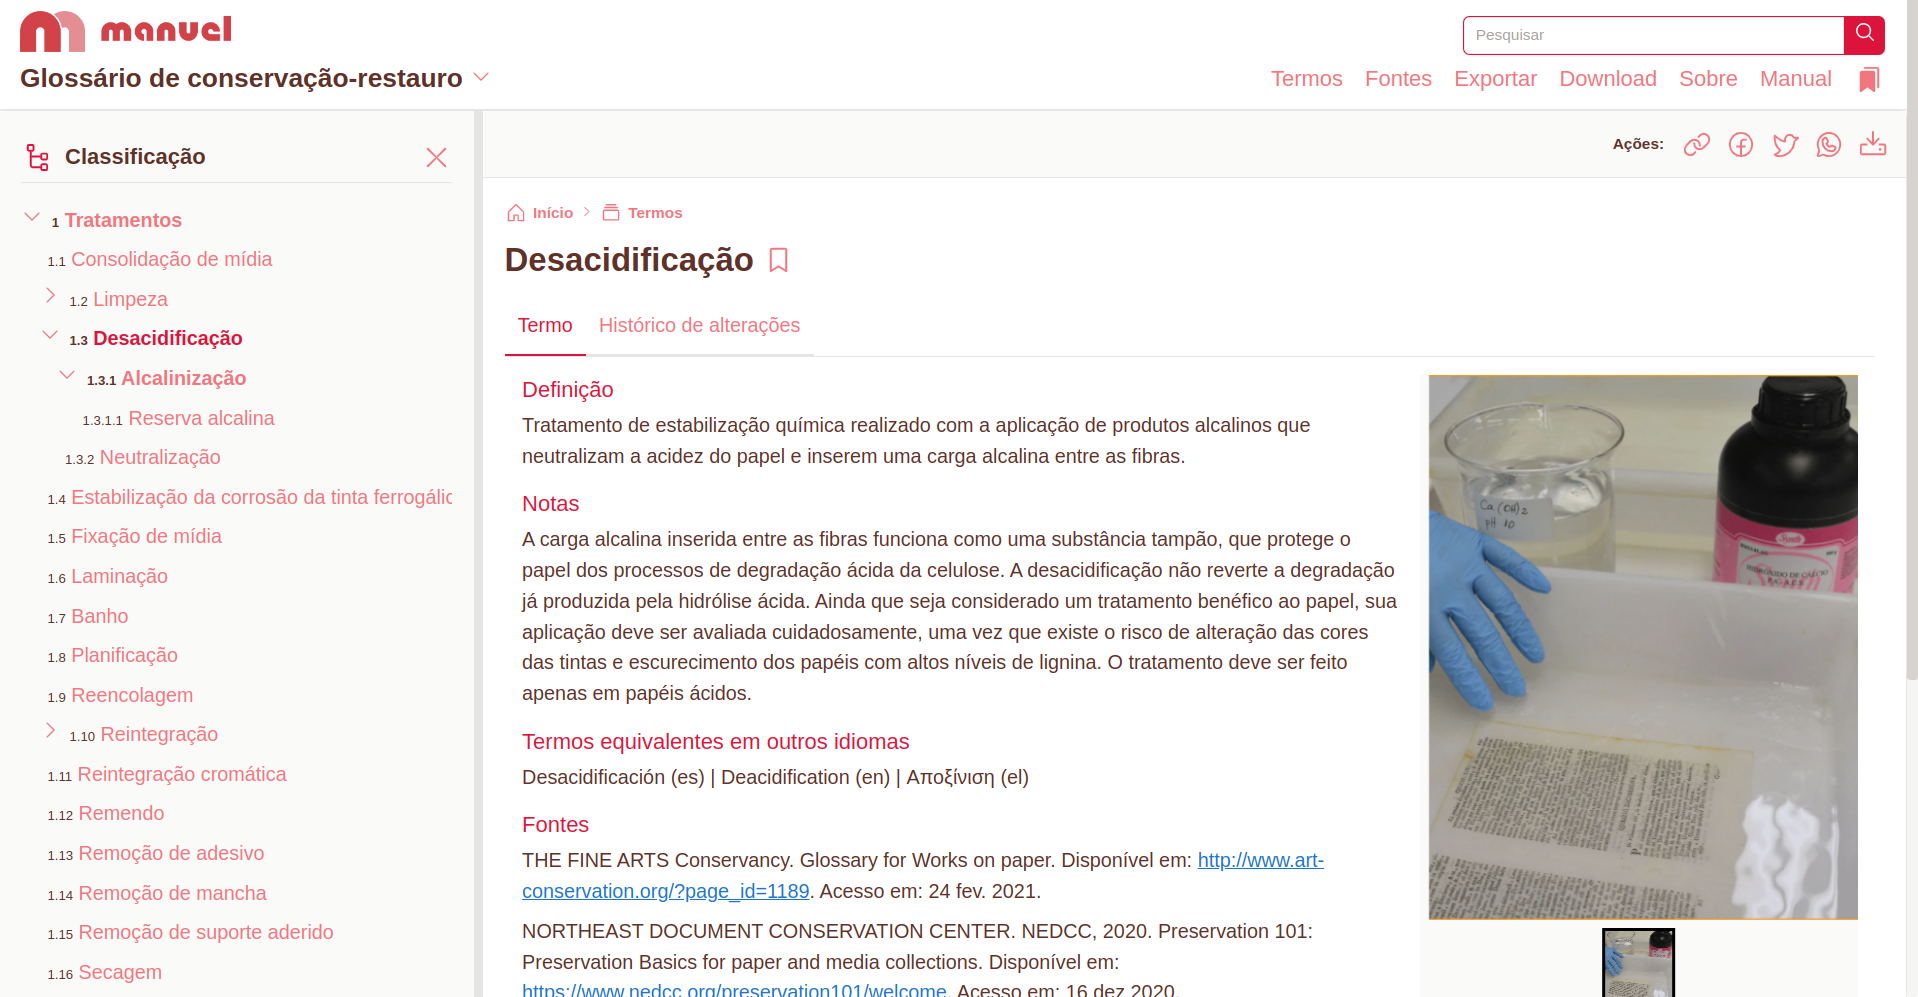 manuel
Glossário de conservação-restauro
Pesquisar
Termos Fontes Exportar Download Sobre Manual
Classificação
1 Tratamentos
1.1 Consolidação de mídia
1.2 Limpeza
1.3 Desacidificação
1.3.1 Alcalinização
1.3.1.1 Reserva alcalina
1.3.2 Neutralização
1.4 Estabilização da corrosão da tinta ferrogálic
1.5 Fixação de mídia
1.6 Laminação
1.7 Banho
1.8 Planificação
1.9 Reencolagem
1.10 Reintegração
1.11 Reintegração cromática
1.12 Remendo
1.13 Remoção de adesivo
1.14 Remoção de mancha
1.15 Remoção de suporte aderido
1.16 Secagem
Ações:
Início Termos
Desacidificação
Termo Histórico de alterações
Definição
Tratamento de estabilização química realizado com a aplicação de produtos alcalinos que
neutralizam a acidez do papel e inserem uma carga alcalina entre as fibras.
Notas
A carga alcalina inserida entre as fibras funciona como uma substância tampão, que protege o
papel dos processos de degradação ácida da celulose. A desacidificação não reverte a degradação
já produzida pela hidrólise ácida. Ainda que seja considerado um tratamento benéfico ao papel, sua
aplicação deve ser avaliada cuidadosamente, uma vez que existe o risco de alteração das cores
das tintas e escurecimento dos papéis com altos níveis de lignina. O tratamento deve ser feito
apenas em papéis ácidos.
Termos equivalentes em outros idiomas
Desacidificación (es) | Deacidification (en) | Αποξίνιση (el)
Fontes
THE FINE ARTS Conservancy. Glossary for Works on paper. Disponível em: http://www.art-
conservation.org/?page_id=1189. Acesso em: 24 fev. 2021.
NORTHEAST DOCUMENT CONSERVATION CENTER. NEDCC, 2020. Preservation 101:
Preservation Basics for paper and media collections. Disponível em:
https://www.nedcc.org/preservation101/welcome. Acesso em: 16 dez 2020.
Ca (OH)2
pH 10
HIDRÓXIDO DE CÁLCIO